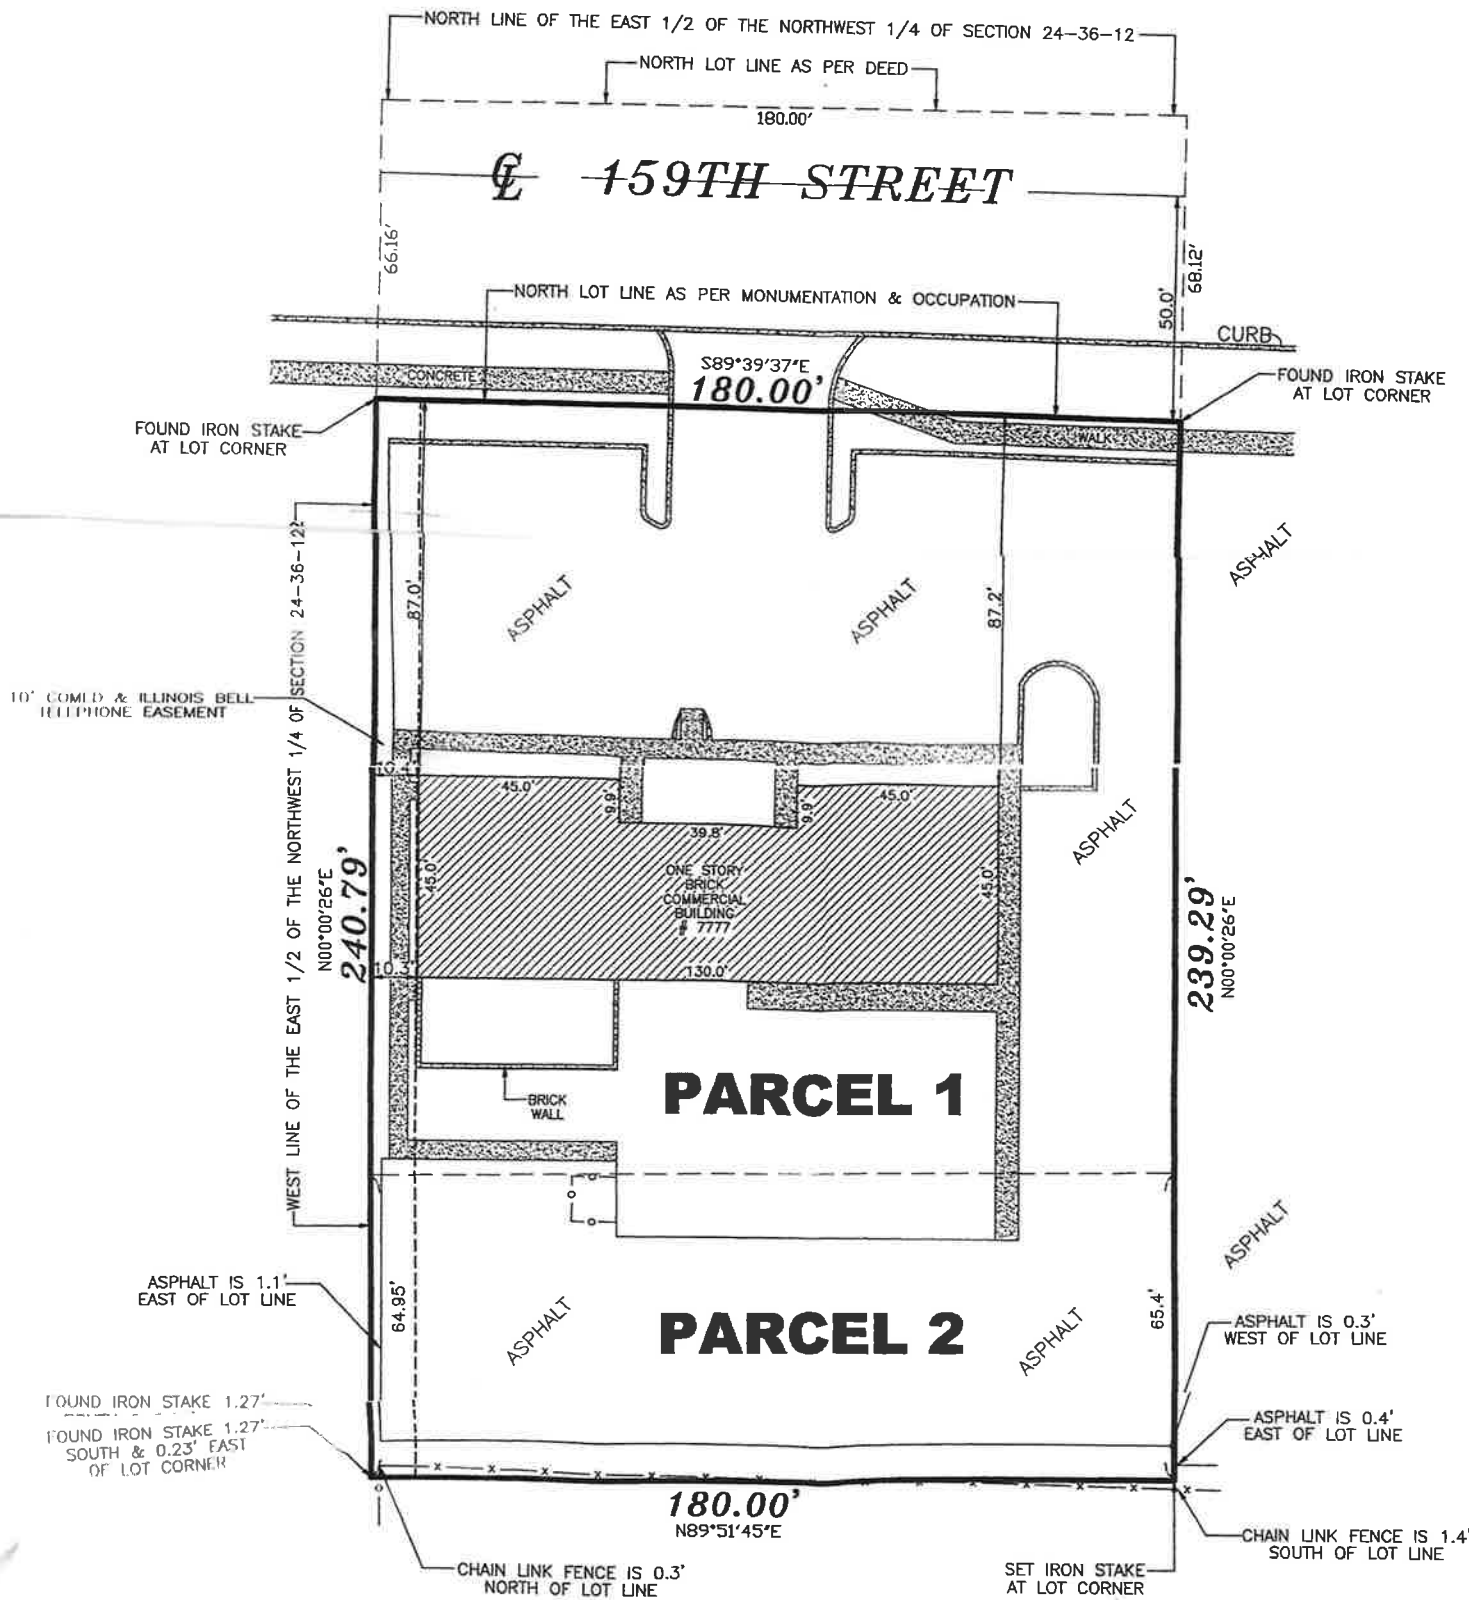 NORTH LINE OF THE EAST 1/2 OF THE NORTHWEST 1/4 OF SECTION 24-36-12
NORTH LOT LINE AS PER DEED
180.00'
℄ 159TH STREET
66.16'
68.12'
50.0'
NORTH LOT LINE AS PER MONUMENTATION & OCCUPATION
CURB
S89°39'37"E
180.00'
CONCRETE
WALK
FOUND IRON STAKE
AT LOT CORNER
FOUND IRON STAKE
AT LOT CORNER
WEST LINE OF THE EAST 1/2 OF THE NORTHWEST 1/4 OF SECTION 24-36-12
87.0'
ASPHALT
ASPHALT
87.2'
ASPHALT
10' COMED & ILLINOIS BELL
TELEPHONE EASEMENT
10.4'
45.0'
9.9'
39.8'
9.9'
45.0'
ASPHALT
45.0'
ONE STORY
BRICK
COMMERCIAL
BUILDING
# 7777
45.0'
N00°00'26"E
240.79'
239.29'
N00°00'26"E
10.3'
130.0'
PARCEL 1
BRICK
WALL
ASPHALT
ASPHALT IS 1.1'
EAST OF LOT LINE
64.95'
ASPHALT
PARCEL 2
ASPHALT
65.4'
ASPHALT IS 0.3'
WEST OF LOT LINE
FOUND IRON STAKE 1.27'
FOUND IRON STAKE 1.27'
SOUTH & 0.23' EAST
OF LOT CORNER
ASPHALT IS 0.4'
EAST OF LOT LINE
180.00'
N89°51'45"E
CHAIN LINK FENCE IS 0.3'
NORTH OF LOT LINE
SET IRON STAKE
AT LOT CORNER
CHAIN LINK FENCE IS 1.4'
SOUTH OF LOT LINE